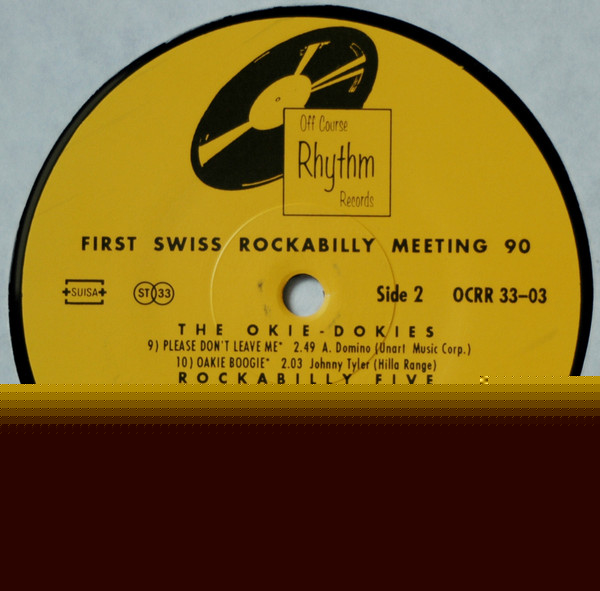 Off Course
Rhythm
Records
FIRST SWISS ROCKABILLY MEETING 90
SUISA ST 33 Side 2 OCRR 33–03
THE OKIE-DOKIES
9) PLEASE DON'T LEAVE ME" 2.49 A. Domino (Unart Music Corp.)
10) OAKIE BOOGIE" 2.03 Johnny Tyler (Hilla Range)
ROCKABILLY FIVE